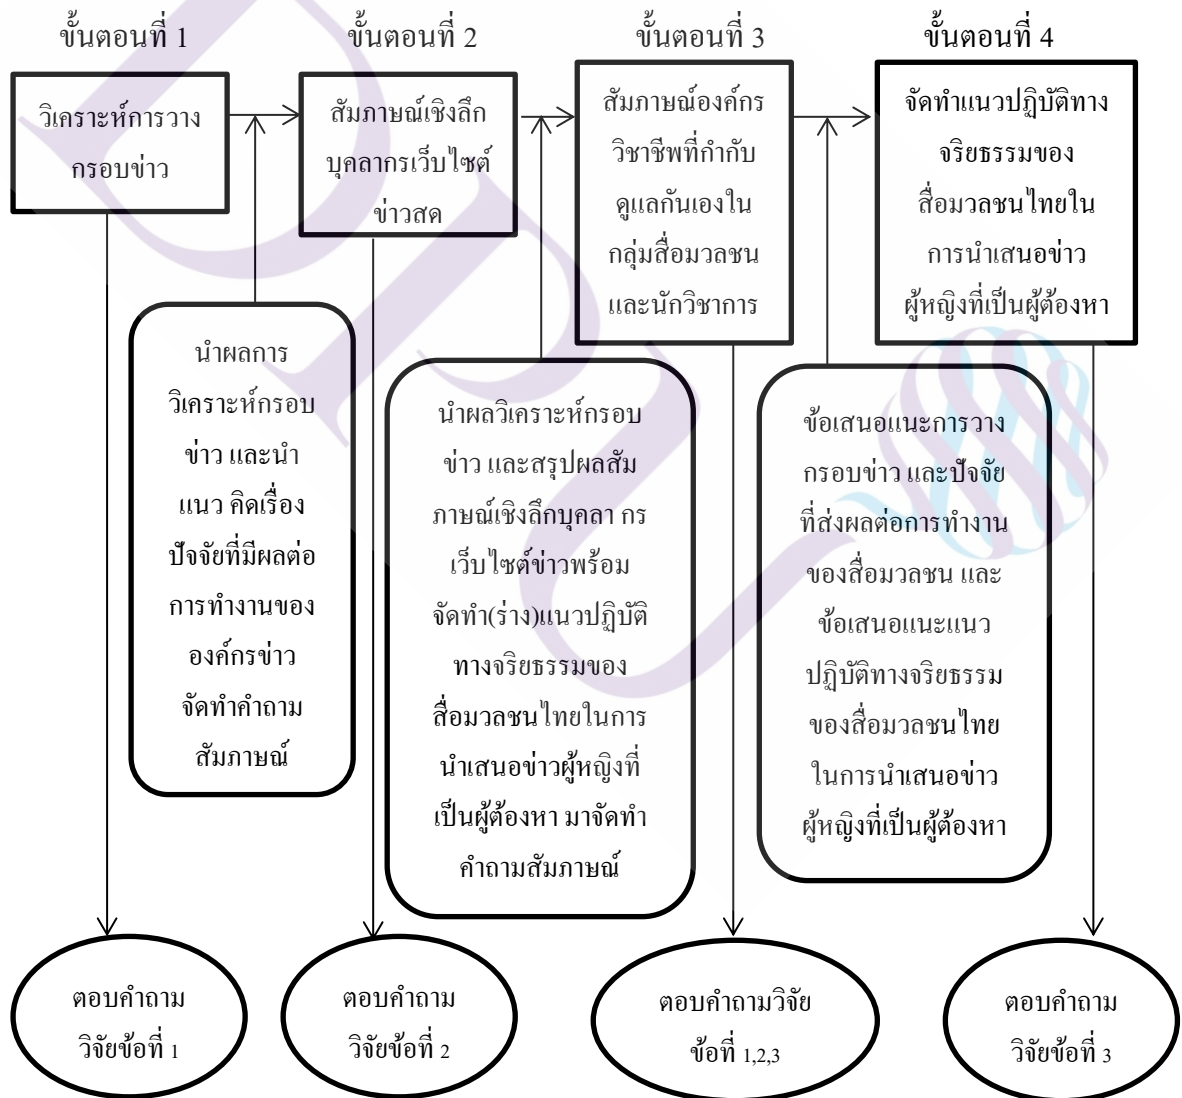 ขั้นตอนที่ 1
ขั้นตอนที่ 2
ขั้นตอนที่ 3
ขั้นตอนที่ 4
วิเคราะห์การวาง
กรอบข่าว
สัมภาษณ์เชิงลึก
บุคลากรเว็บไซต์
ข่าวสด
สัมภาษณ์องค์กร
วิชาชีพที่กำกับ
ดูแลกันเองใน
กลุ่มสื่อมวลชน
และนักวิชาการ
จัดทำแนวปฏิบัติทาง
จริยธรรมของ
สื่อมวลชนไทยใน
การนำเสนอข่าว
ผู้หญิงที่เป็นผู้ต้องหา
นำผลการ
วิเคราะห์กรอบ
ข่าว และนำ
แนว คิดเรื่อง
ปัจจัยที่มีผลต่อ
การทำงานของ
องค์กรข่าว
จัดทำคำถาม
สัมภาษณ์
นำผลวิเคราะห์กรอบ
ข่าว และสรุปผลสัม
ภาษณ์เชิงลึกบุคลา กร
เว็บไซต์ข่าวพร้อม
จัดทำ(ร่าง)แนวปฏิบัติ
ทางจริยธรรมของ
สื่อมวลชนไทยในการ
นำเสนอข่าวผู้หญิงที่
เป็นผู้ต้องหา มาจัดทำ
คำถามสัมภาษณ์
ข้อเสนอแนะการวาง
กรอบข่าว และปัจจัย
ที่ส่งผลต่อการทำงาน
ของสื่อมวลชน และ
ข้อเสนอแนะแนว
ปฏิบัติทางจริยธรรม
ของสื่อมวลชนไทย
ในการนำเสนอข่าว
ผู้หญิงที่เป็นผู้ต้องหา
ตอบคำถาม
วิจัยข้อที่ 1
ตอบคำถาม
วิจัยข้อที่ 2
ตอบคำถามวิจัย
ข้อที่ 1,2,3
ตอบคำถาม
วิจัยข้อที่ 3
DPU